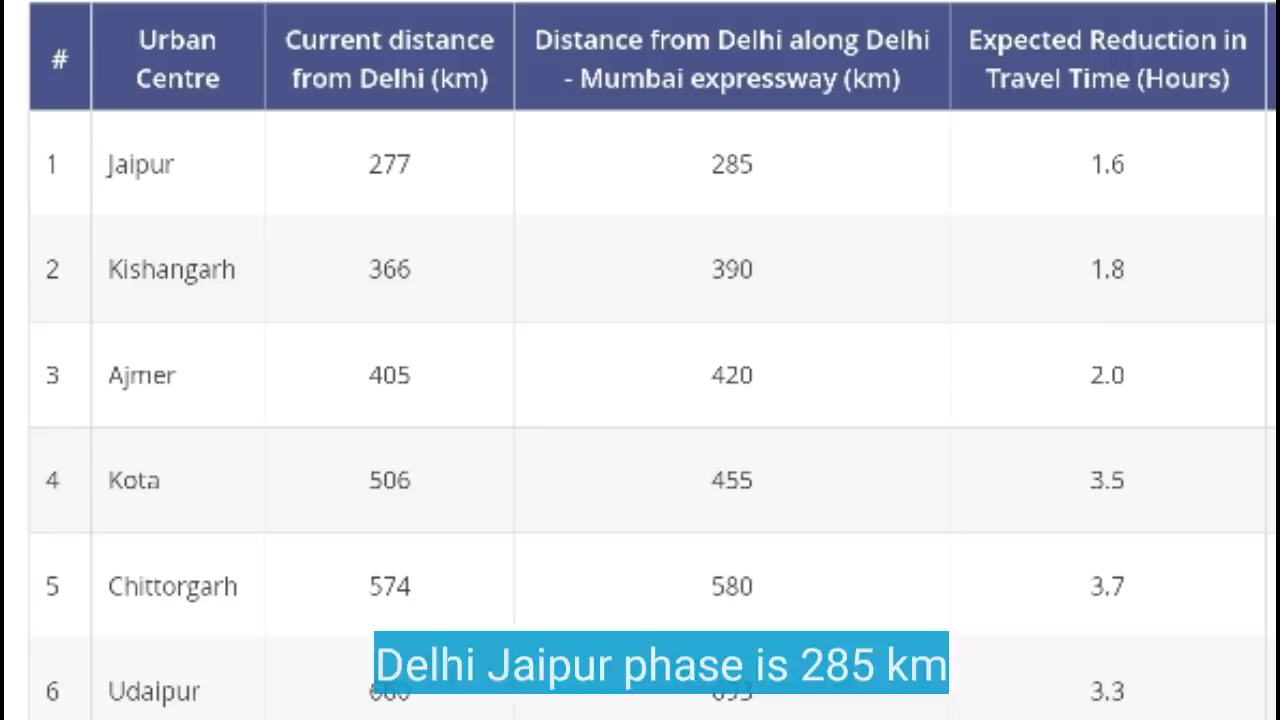 # Urban Centre Current distance from Delhi (km) Distance from Delhi along Delhi - Mumbai expressway (km) Expected Reduction in Travel Time (Hours)
1 Jaipur 277 285 1.6
2 Kishangarh 366 390 1.8
3 Ajmer 405 420 2.0
4 Kota 506 455 3.5
5 Chittorgarh 574 580 3.7
Delhi Jaipur phase is 285 km
6 Udaipur 3.3